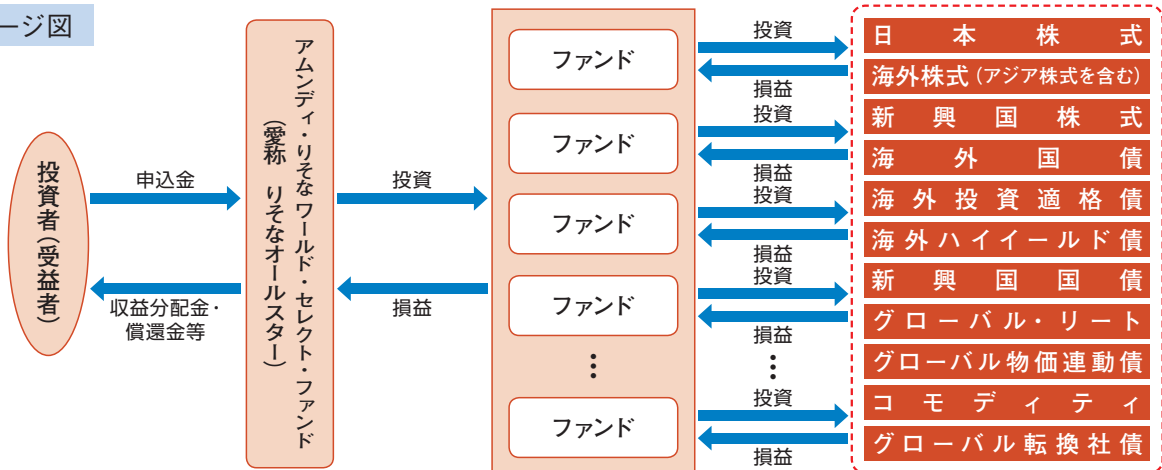 ージ図
投資者（受益者）
申込金
収益分配金・
償還金等
アムンディ・りそなワールド・セレクト・ファンド
（愛称　りそなオールスター）
投資
損益
ファンド
ファンド
ファンド
ファンド
⋮
ファンド
投資
損益
投資
損益
投資
損益
投資
損益
⋮
投資
損益
日本株式
海外株式（アジア株式を含む）
新興国株式
海外国債
海外投資適格債
海外ハイイールド債
新興国国債
グローバル・リート
グローバル物価連動債
コモディティ
グローバル転換社債